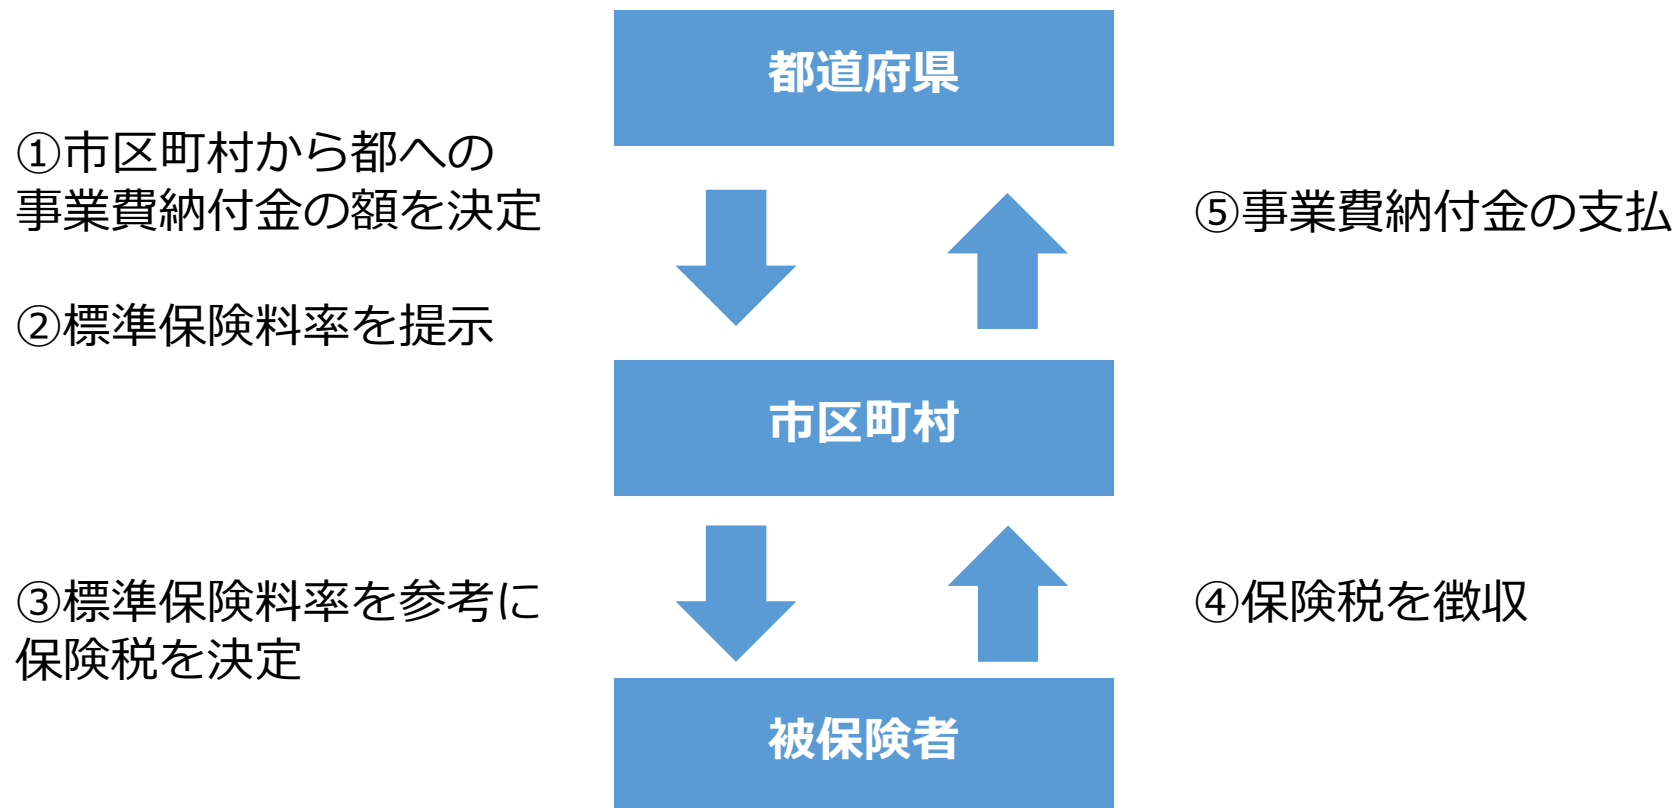 都道府県
①市区町村から都への
事業費納付金の額を決定
⑤事業費納付金の支払
②標準保険料率を提示
市区町村
③標準保険料率を参考に
保険税を決定
④保険税を徴収
被保険者